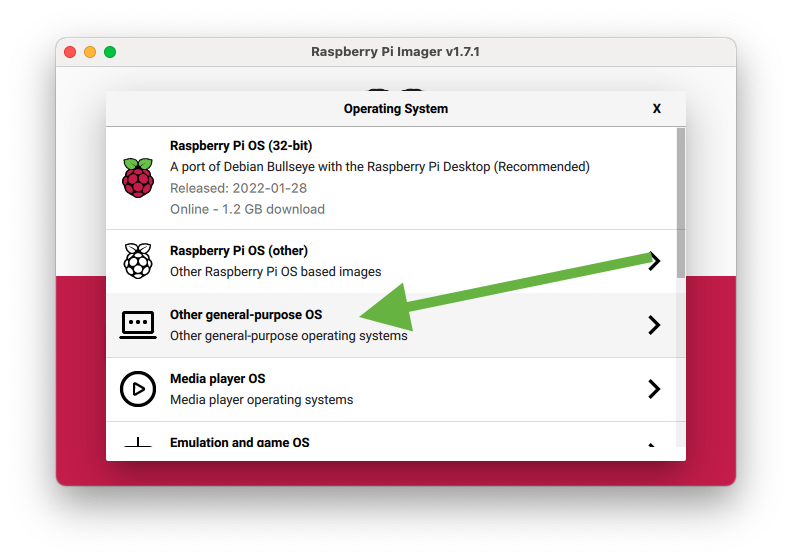 Raspberry Pi Imager v1.7.1
Operating System
X
Raspberry Pi OS (32-bit)
A port of Debian Bullseye with the Raspberry Pi Desktop (Recommended)
Released: 2022-01-28
Online - 1.2 GB download
Raspberry Pi OS (other)
Other Raspberry Pi OS based images
Other general-purpose OS
Other general-purpose operating systems
Media player OS
Media player operating systems
Emulation and game OS